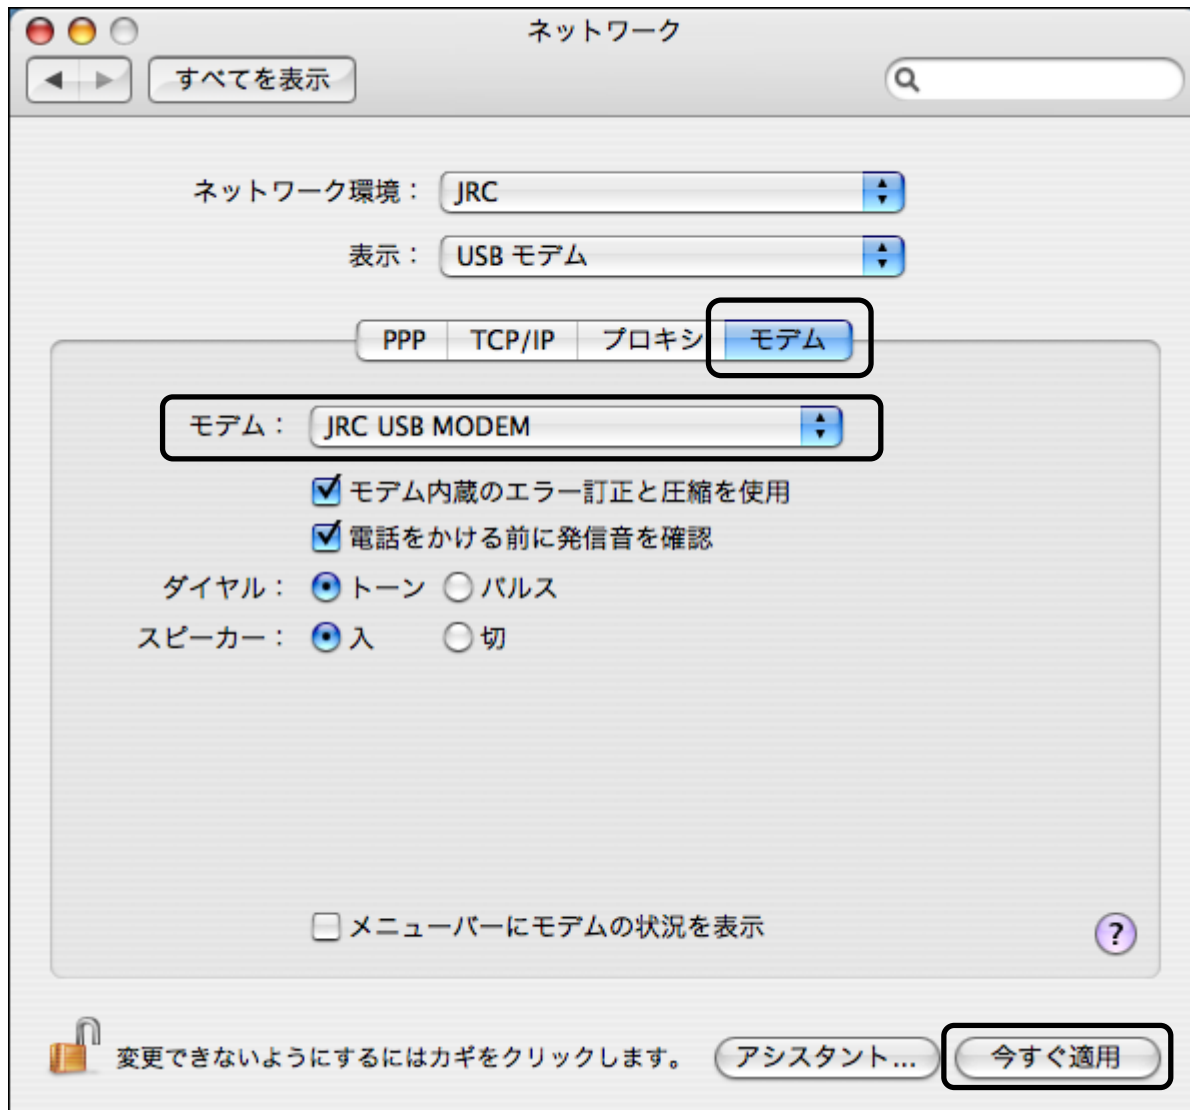 ネットワーク
すべてを表示
ネットワーク環境： JRC
表示： USB モデム
PPP TCP/IP プロキシ モデム
モデム： JRC USB MODEM
モデム内蔵のエラー訂正と圧縮を使用
電話をかける前に発信音を確認
ダイヤル： トーン パルス
スピーカー： 入 切
メニューバーにモデムの状況を表示
?
変更できないようにするにはカギをクリックします。 アシスタント... 今すぐ適用